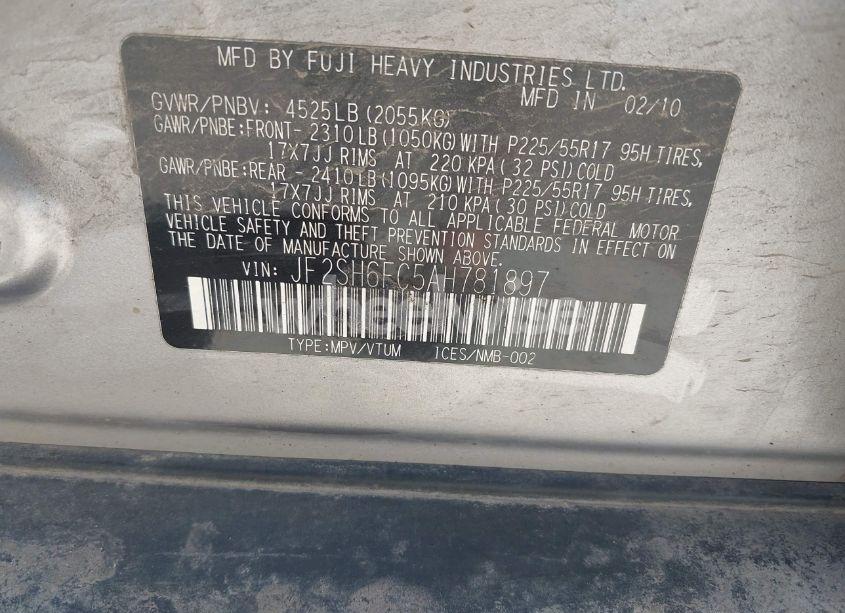 MFD BY FUJI HEAVY INDUSTRIES LTD.
MFD IN 02/10
GVWR/PNBV: 4525LB (2055KG)
GAWR/PNBE:FRONT- 2310LB (1050KG) WITH P225/55R17 95H TIRES,
17X7JJ RIMS AT 220 KPA (32 PSI) COLD
GAWR/PNBE:REAR - 2410LB (1095KG) WITH P225/55R17 95H TIRES,
17X7JJ RIMS AT 210 KPA (30 PSI) COLD
THIS VEHICLE CONFORMS TO ALL APPLICABLE FEDERAL MOTOR
VEHICLE SAFETY AND THEFT PREVENTION STANDARDS IN EFFECT ON
THE DATE OF MANUFACTURE SHOWN ABOVE.
VIN: JF2SH6FC5AH781897
TYPE:MPV/VTUM ICES/NMB-002